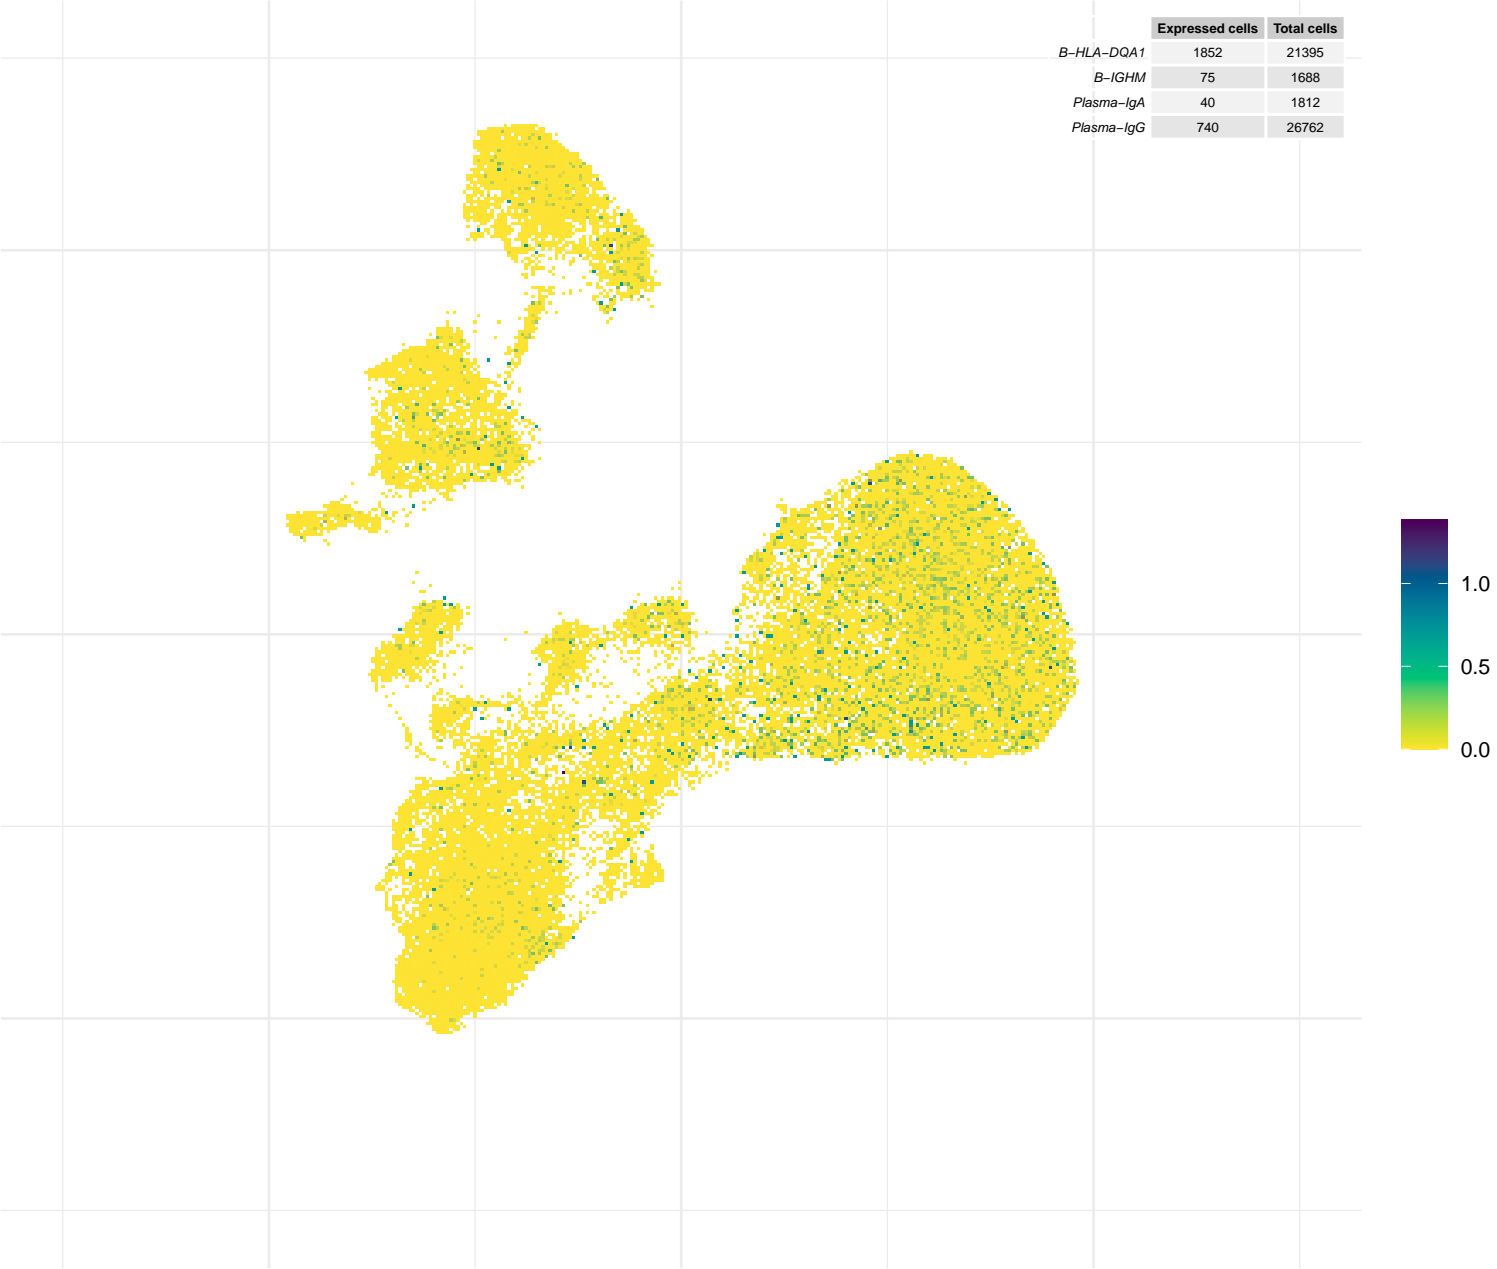 Expressed cells Total cells
B−HLA−DQA1 1852 21395
B−IGHM 75 1688
Plasma−IgA 40 1812
Plasma−IgG 740 26762
1.0
0.5
0.0